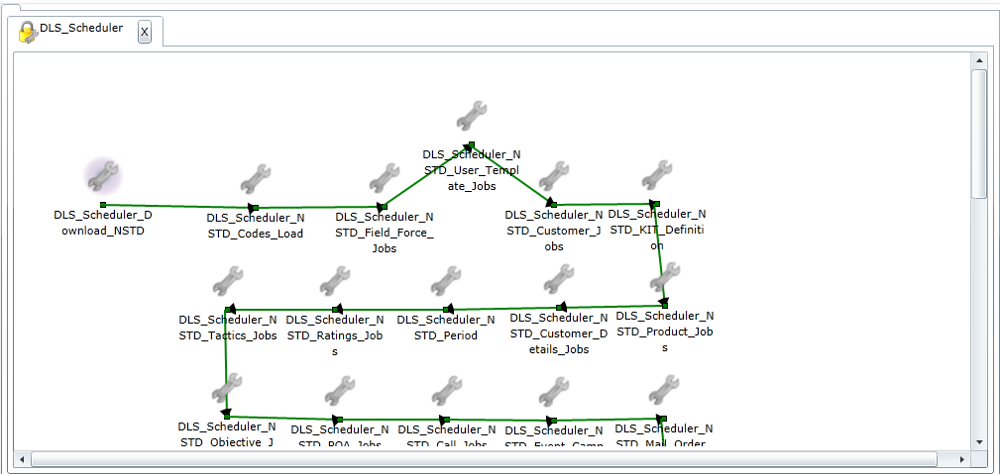 DLS_Scheduler
X
DLS_Scheduler_D
ownload_NSTD
DLS_Scheduler_N
STD_Codes_Load
DLS_Scheduler_N
STD_Field_Force_
Jobs
DLS_Scheduler_N
STD_User_Templ
ate_Jobs
DLS_Scheduler_N
STD_Customer_J
obs
DLS_Scheduler_N
STD_KIT_Definiti
on
DLS_Scheduler_N
STD_Tactics_Jobs
DLS_Scheduler_N
STD_Ratings_Job
s
DLS_Scheduler_N
STD_Period
DLS_Scheduler_N
STD_Customer_D
etails_Jobs
DLS_Scheduler_N
STD_Product_Job
s
DLS_Scheduler_N
STD_Objective_J
DLS_Scheduler_N
STD_POA_Jobs
DLS_Scheduler_N
STD_Call_Jobs
DLS_Scheduler_N
STD_Event_Camp
DLS_Scheduler_N
STD_Mail_Order